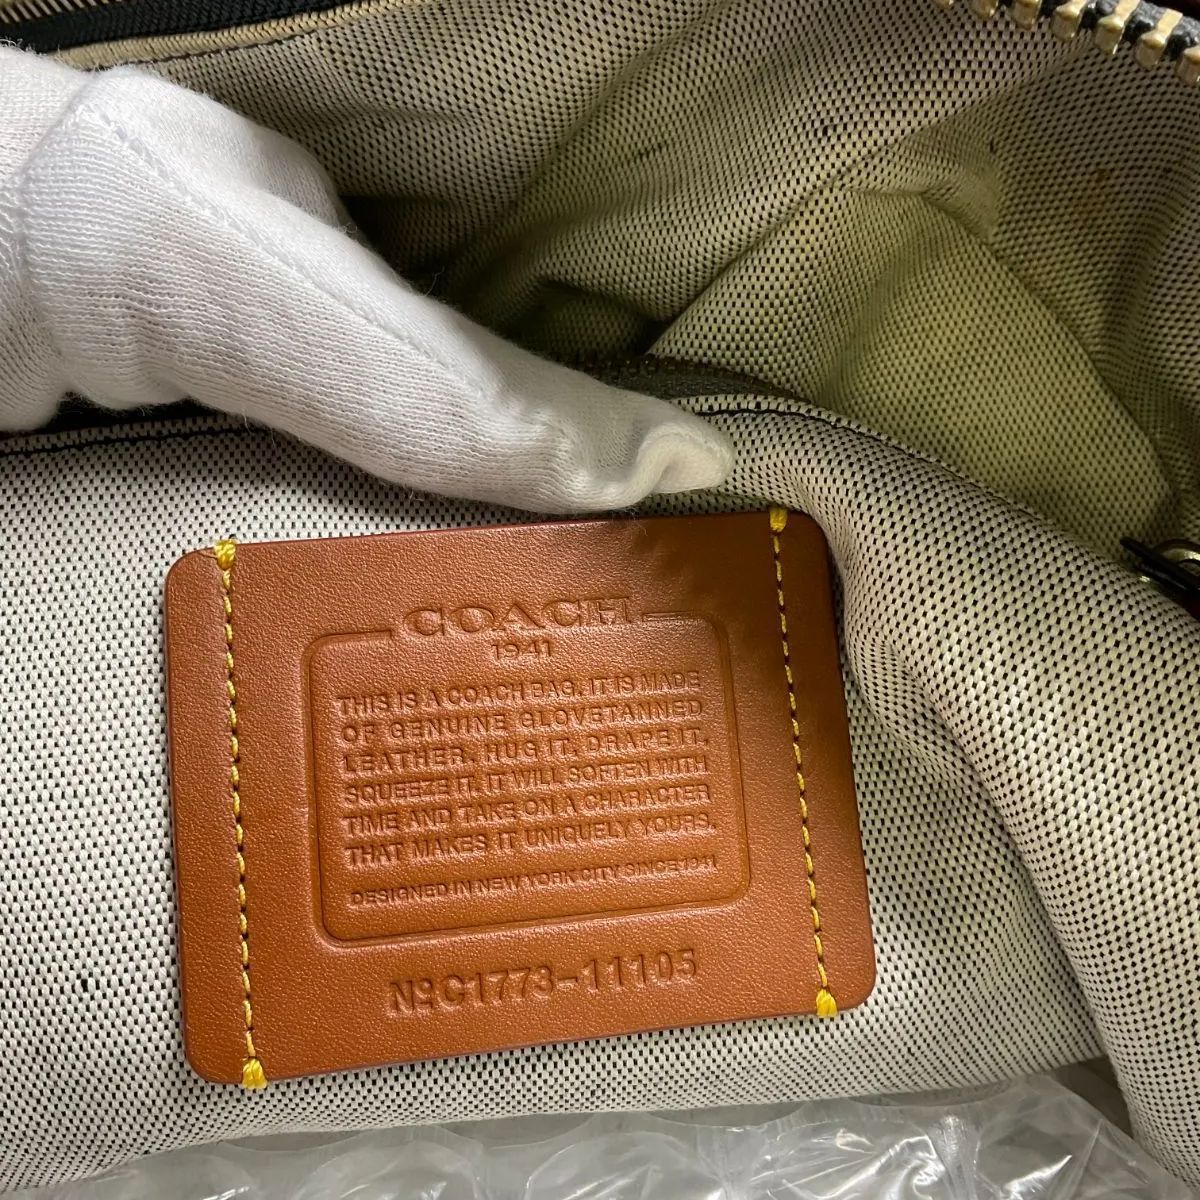 COACH
1941
THIS IS A COACH BAG. IT IS MADE
OF GENUINE GLOVETANNED
LEATHER. HUG IT. DRAPE IT.
SQUEEZE IT. IT WILL SOFTEN WITH
TIME AND TAKE ON A CHARACTER
THAT MAKES IT UNIQUELY YOURS.
DESIGNED IN NEW YORK CITY SINCE 1941
Nº C1773-11105